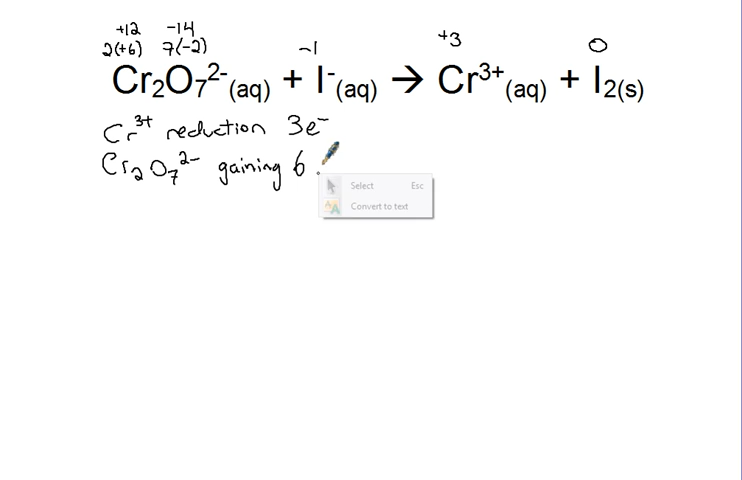 +12 -14
2(+6) 7(-2) -1 +3 0
Cr₂O₇²⁻(aq) + I⁻(aq) → Cr³⁺(aq) + I₂(s)
Cr³⁺ reduction 3e⁻
Cr₂O₇²⁻ gaining 6
Select Esc
Convert to text